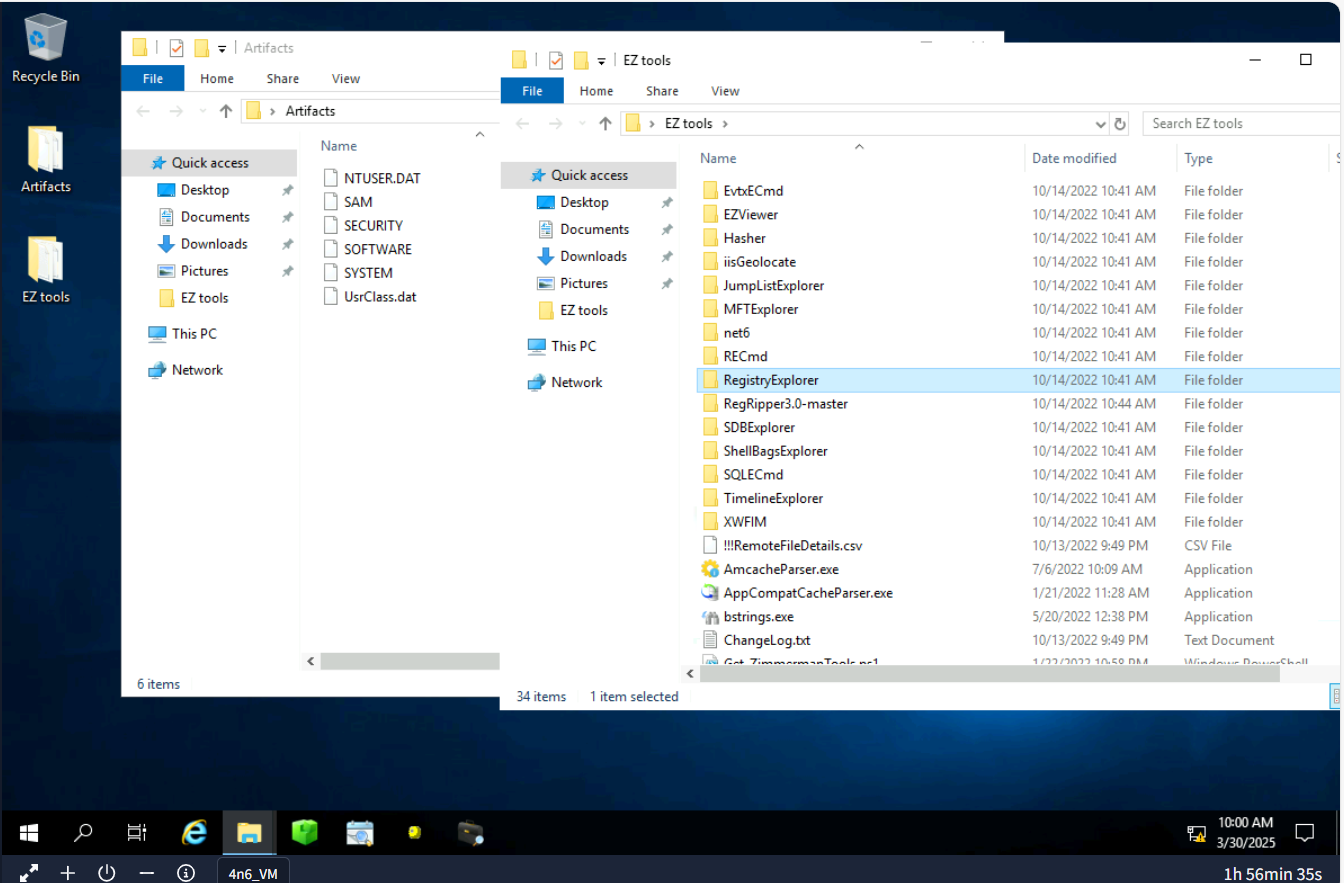 Recycle Bin
Artifacts
EZ tools
Artifacts
File Home Share View
Artifacts
Name
Quick access
Desktop
Documents
Downloads
Pictures
EZ tools
This PC
Network
NTUSER.DAT
SAM
SECURITY
SOFTWARE
SYSTEM
UsrClass.dat
6 items
EZ tools
File Home Share View
EZ tools
Search EZ tools
Quick access
Desktop
Documents
Downloads
Pictures
EZ tools
This PC
Network
Name Date modified Type
EvtxECmd 10/14/2022 10:41 AM File folder
EZViewer 10/14/2022 10:41 AM File folder
Hasher 10/14/2022 10:41 AM File folder
iisGeolocate 10/14/2022 10:41 AM File folder
JumpListExplorer 10/14/2022 10:41 AM File folder
MFTExplorer 10/14/2022 10:41 AM File folder
net6 10/14/2022 10:41 AM File folder
RECmd 10/14/2022 10:41 AM File folder
RegistryExplorer 10/14/2022 10:41 AM File folder
RegRipper3.0-master 10/14/2022 10:44 AM File folder
SDBExplorer 10/14/2022 10:41 AM File folder
ShellBagsExplorer 10/14/2022 10:41 AM File folder
SQLECmd 10/14/2022 10:41 AM File folder
TimelineExplorer 10/14/2022 10:41 AM File folder
XWFIM 10/14/2022 10:41 AM File folder
!!!RemoteFileDetails.csv 10/13/2022 9:49 PM CSV File
AmcacheParser.exe 7/6/2022 10:09 AM Application
AppCompatCacheParser.exe 1/21/2022 11:28 AM Application
bstrings.exe 5/20/2022 12:38 PM Application
ChangeLog.txt 10/13/2022 9:49 PM Text Document
Get-ZimmermanTools.ps1 Windows PowerShell
34 items 1 item selected
10:00 AM
3/30/2025
4n6_VM
1h 56min 35s